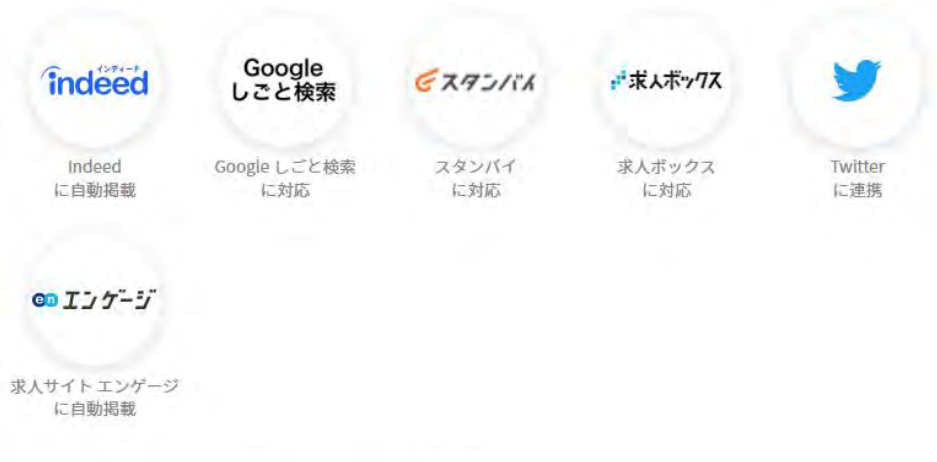 インディード
indeed
Google
しごと検索
スタンバイ
求人ボックス
Indeed
に自動掲載
Google しごと検索
に対応
スタンバイ
に対応
求人ボックス
に対応
Twitter
に連携
en エンゲージ
求人サイト エンゲージ
に自動掲載